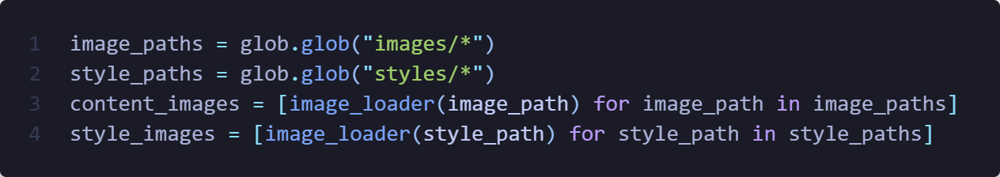 1 image_paths = glob.glob("images/*")
2 style_paths = glob.glob("styles/*")
3 content_images = [image_loader(image_path) for image_path in image_paths]
4 style_images = [image_loader(style_path) for style_path in style_paths]